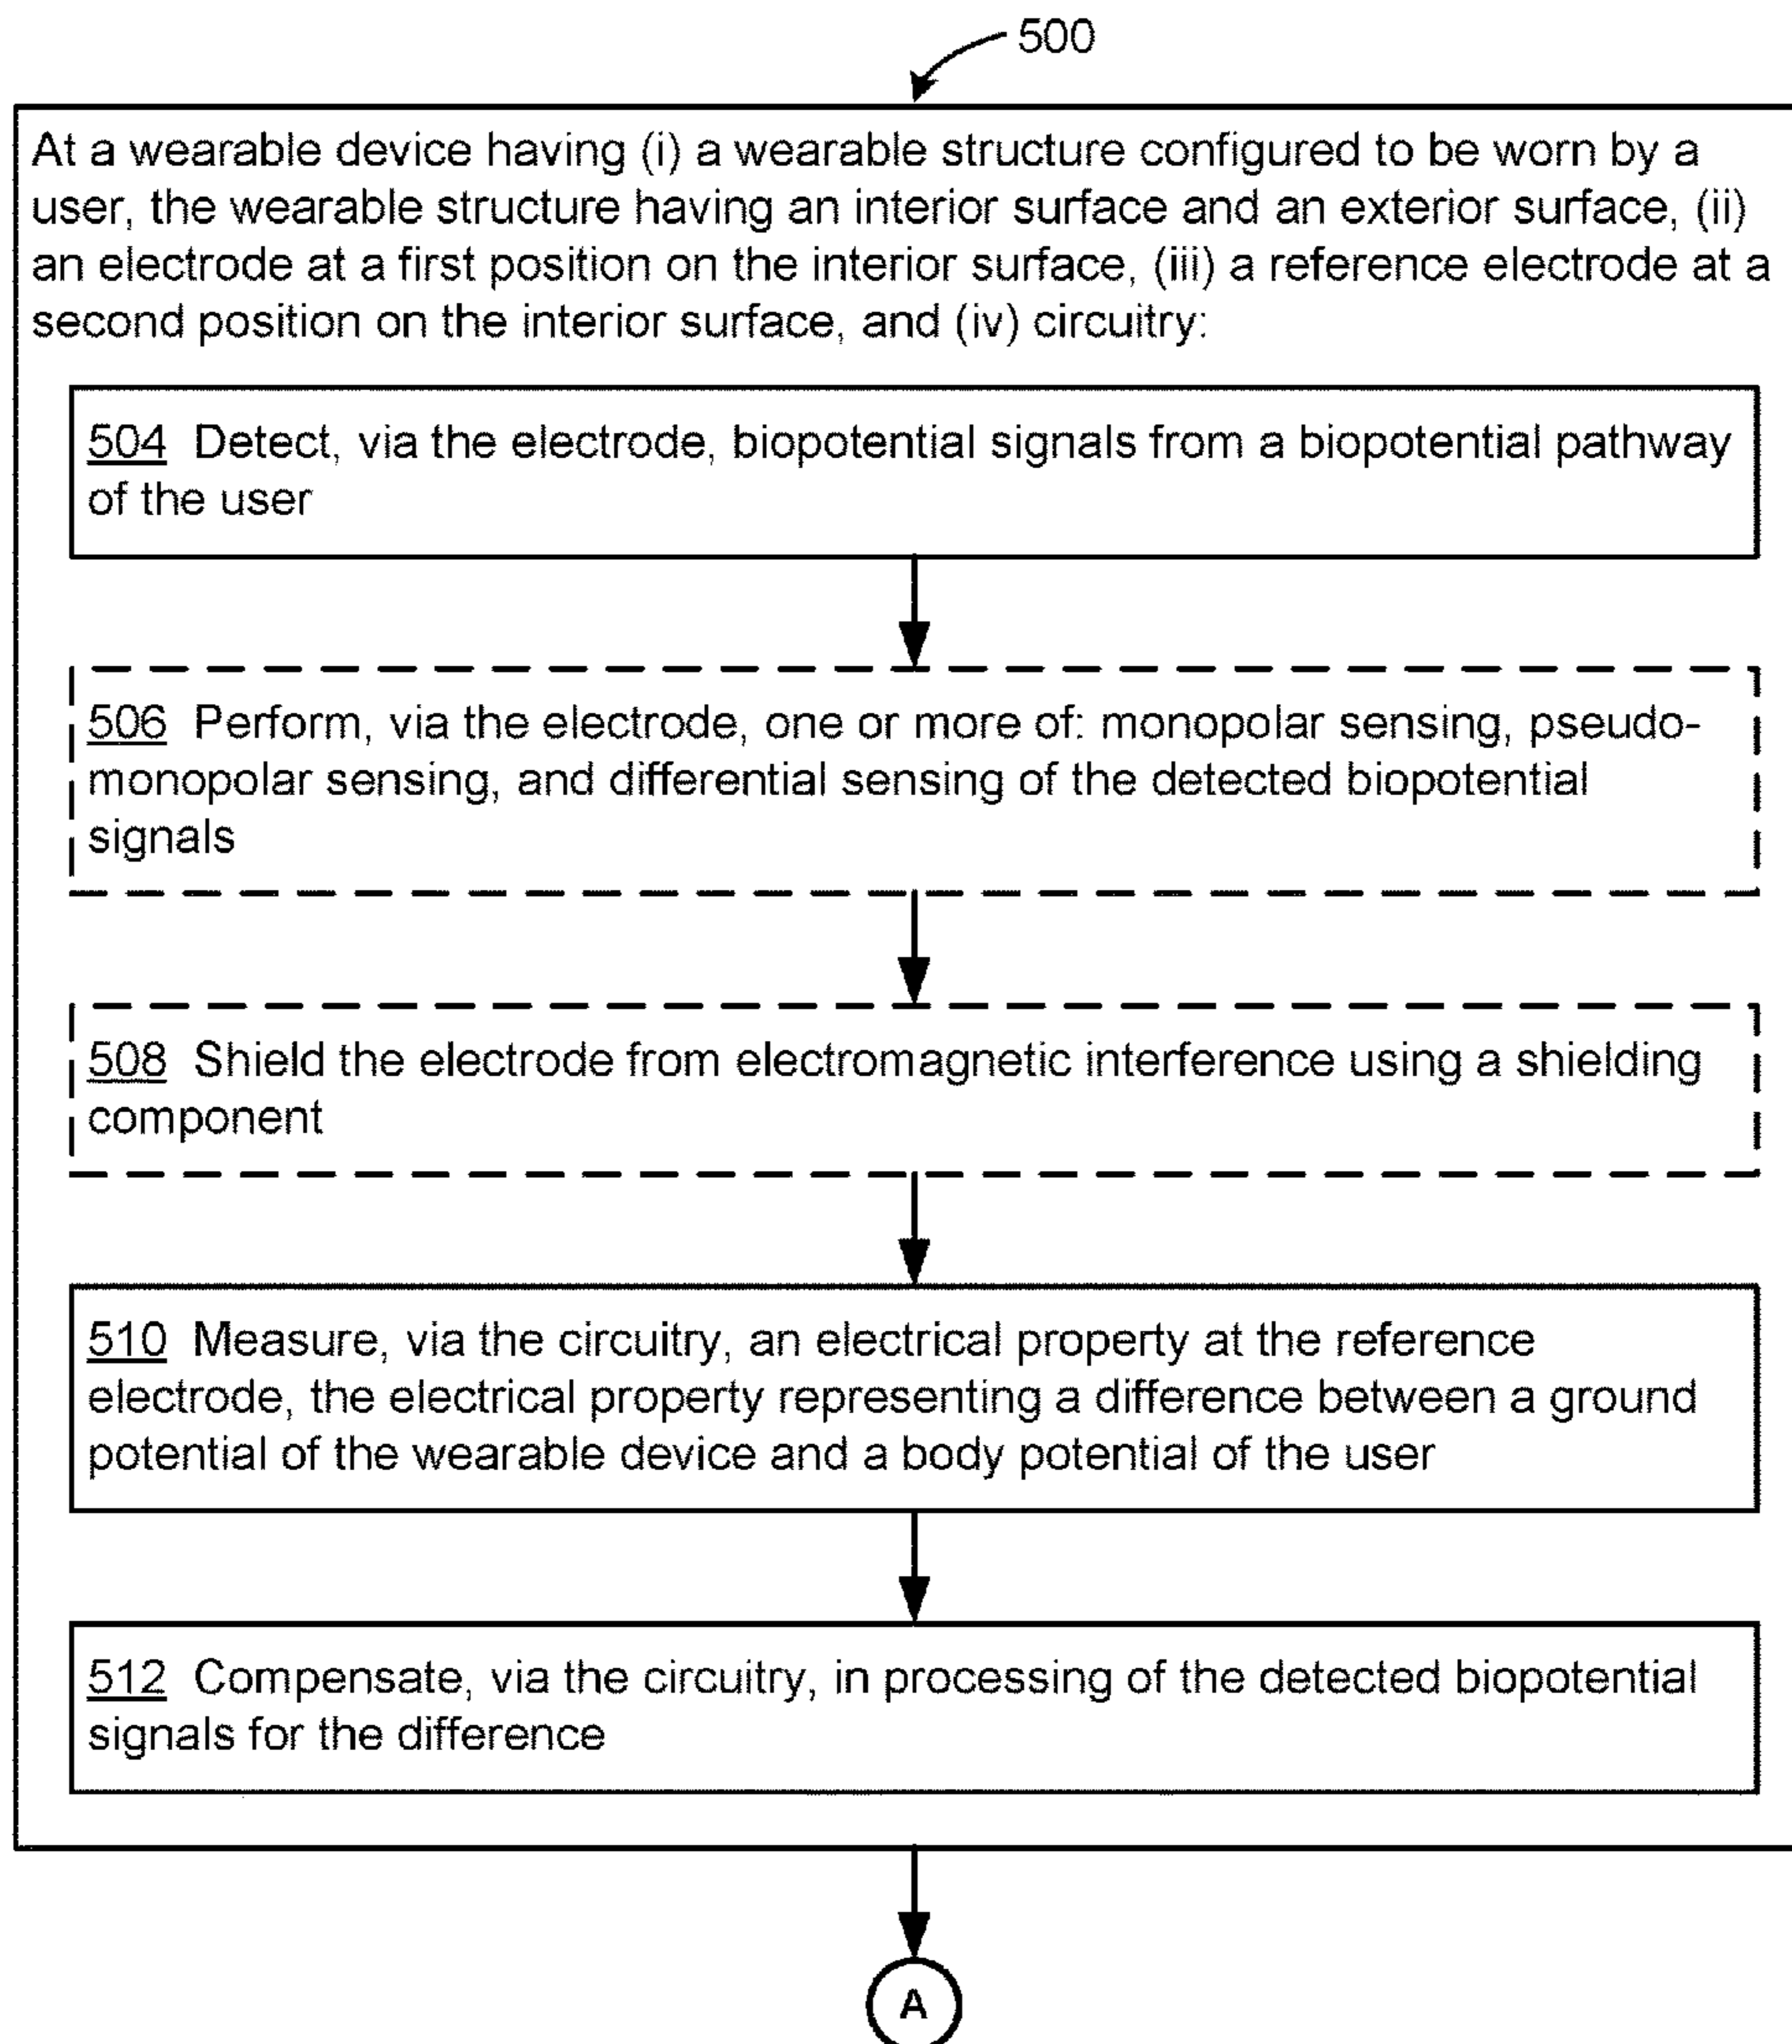 500
At a wearable device having (i) a wearable structure configured to be worn by a
user, the wearable structure having an interior surface and an exterior surface, (ii)
an electrode at a first position on the interior surface, (iii) a reference electrode at a
second position on the interior surface, and (iv) circuitry:
504 Detect, via the electrode, biopotential signals from a biopotential pathway
of the user
506 Perform, via the electrode, one or more of: monopolar sensing, pseudo-
monopolar sensing, and differential sensing of the detected biopotential
signals
508 Shield the electrode from electromagnetic interference using a shielding
component
510 Measure, via the circuitry, an electrical property at the reference
electrode, the electrical property representing a difference between a ground
potential of the wearable device and a body potential of the user
512 Compensate, via the circuitry, in processing of the detected biopotential
signals for the difference
A